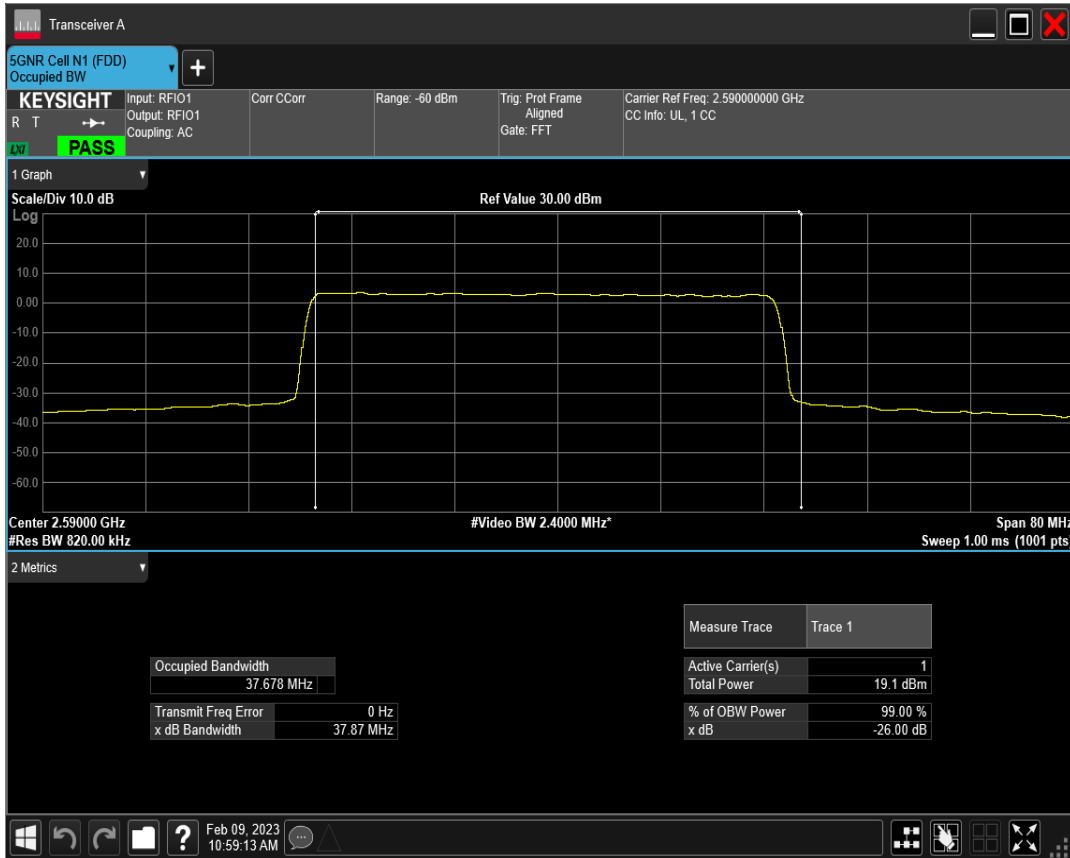 Transceiver A
5GNR Cell N1 (FDD)
Occupied BW
+
KEYSIGHT
R T
LXI
PASS
Input: RFIO1
Output: RFIO1
Coupling: AC
Corr CCorr
Range: -60 dBm
Trig: Prot Frame
Aligned
Gate: FFT
Carrier Ref Freq: 2.590000000 GHz
CC Info: UL, 1 CC
1 Graph
Scale/Div 10.0 dB
Ref Value 30.00 dBm
Log
20.0
10.0
0.00
-10.0
-20.0
-30.0
-40.0
-50.0
-60.0
Center 2.59000 GHz
#Video BW 2.4000 MHz*
Span 80 MHz
#Res BW 820.00 kHz
Sweep 1.00 ms (1001 pts)
2 Metrics
Measure Trace Trace 1
Occupied Bandwidth
37.678 MHz
Active Carrier(s) 1
Total Power 19.1 dBm
Transmit Freq Error 0 Hz
x dB Bandwidth 37.87 MHz
% of OBW Power 99.00 %
x dB -26.00 dB
?
Feb 09, 2023
10:59:13 AM